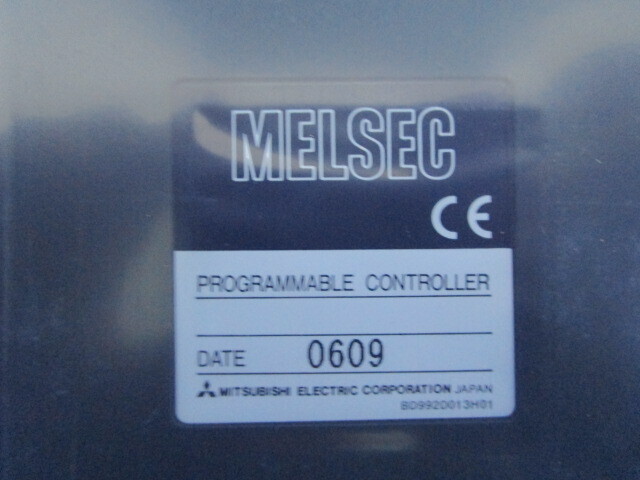 MELSEC
CE
PROGRAMMABLE CONTROLLER
DATE 0609
MITSUBISHI ELECTRIC CORPORATION JAPAN
BD992D013H01